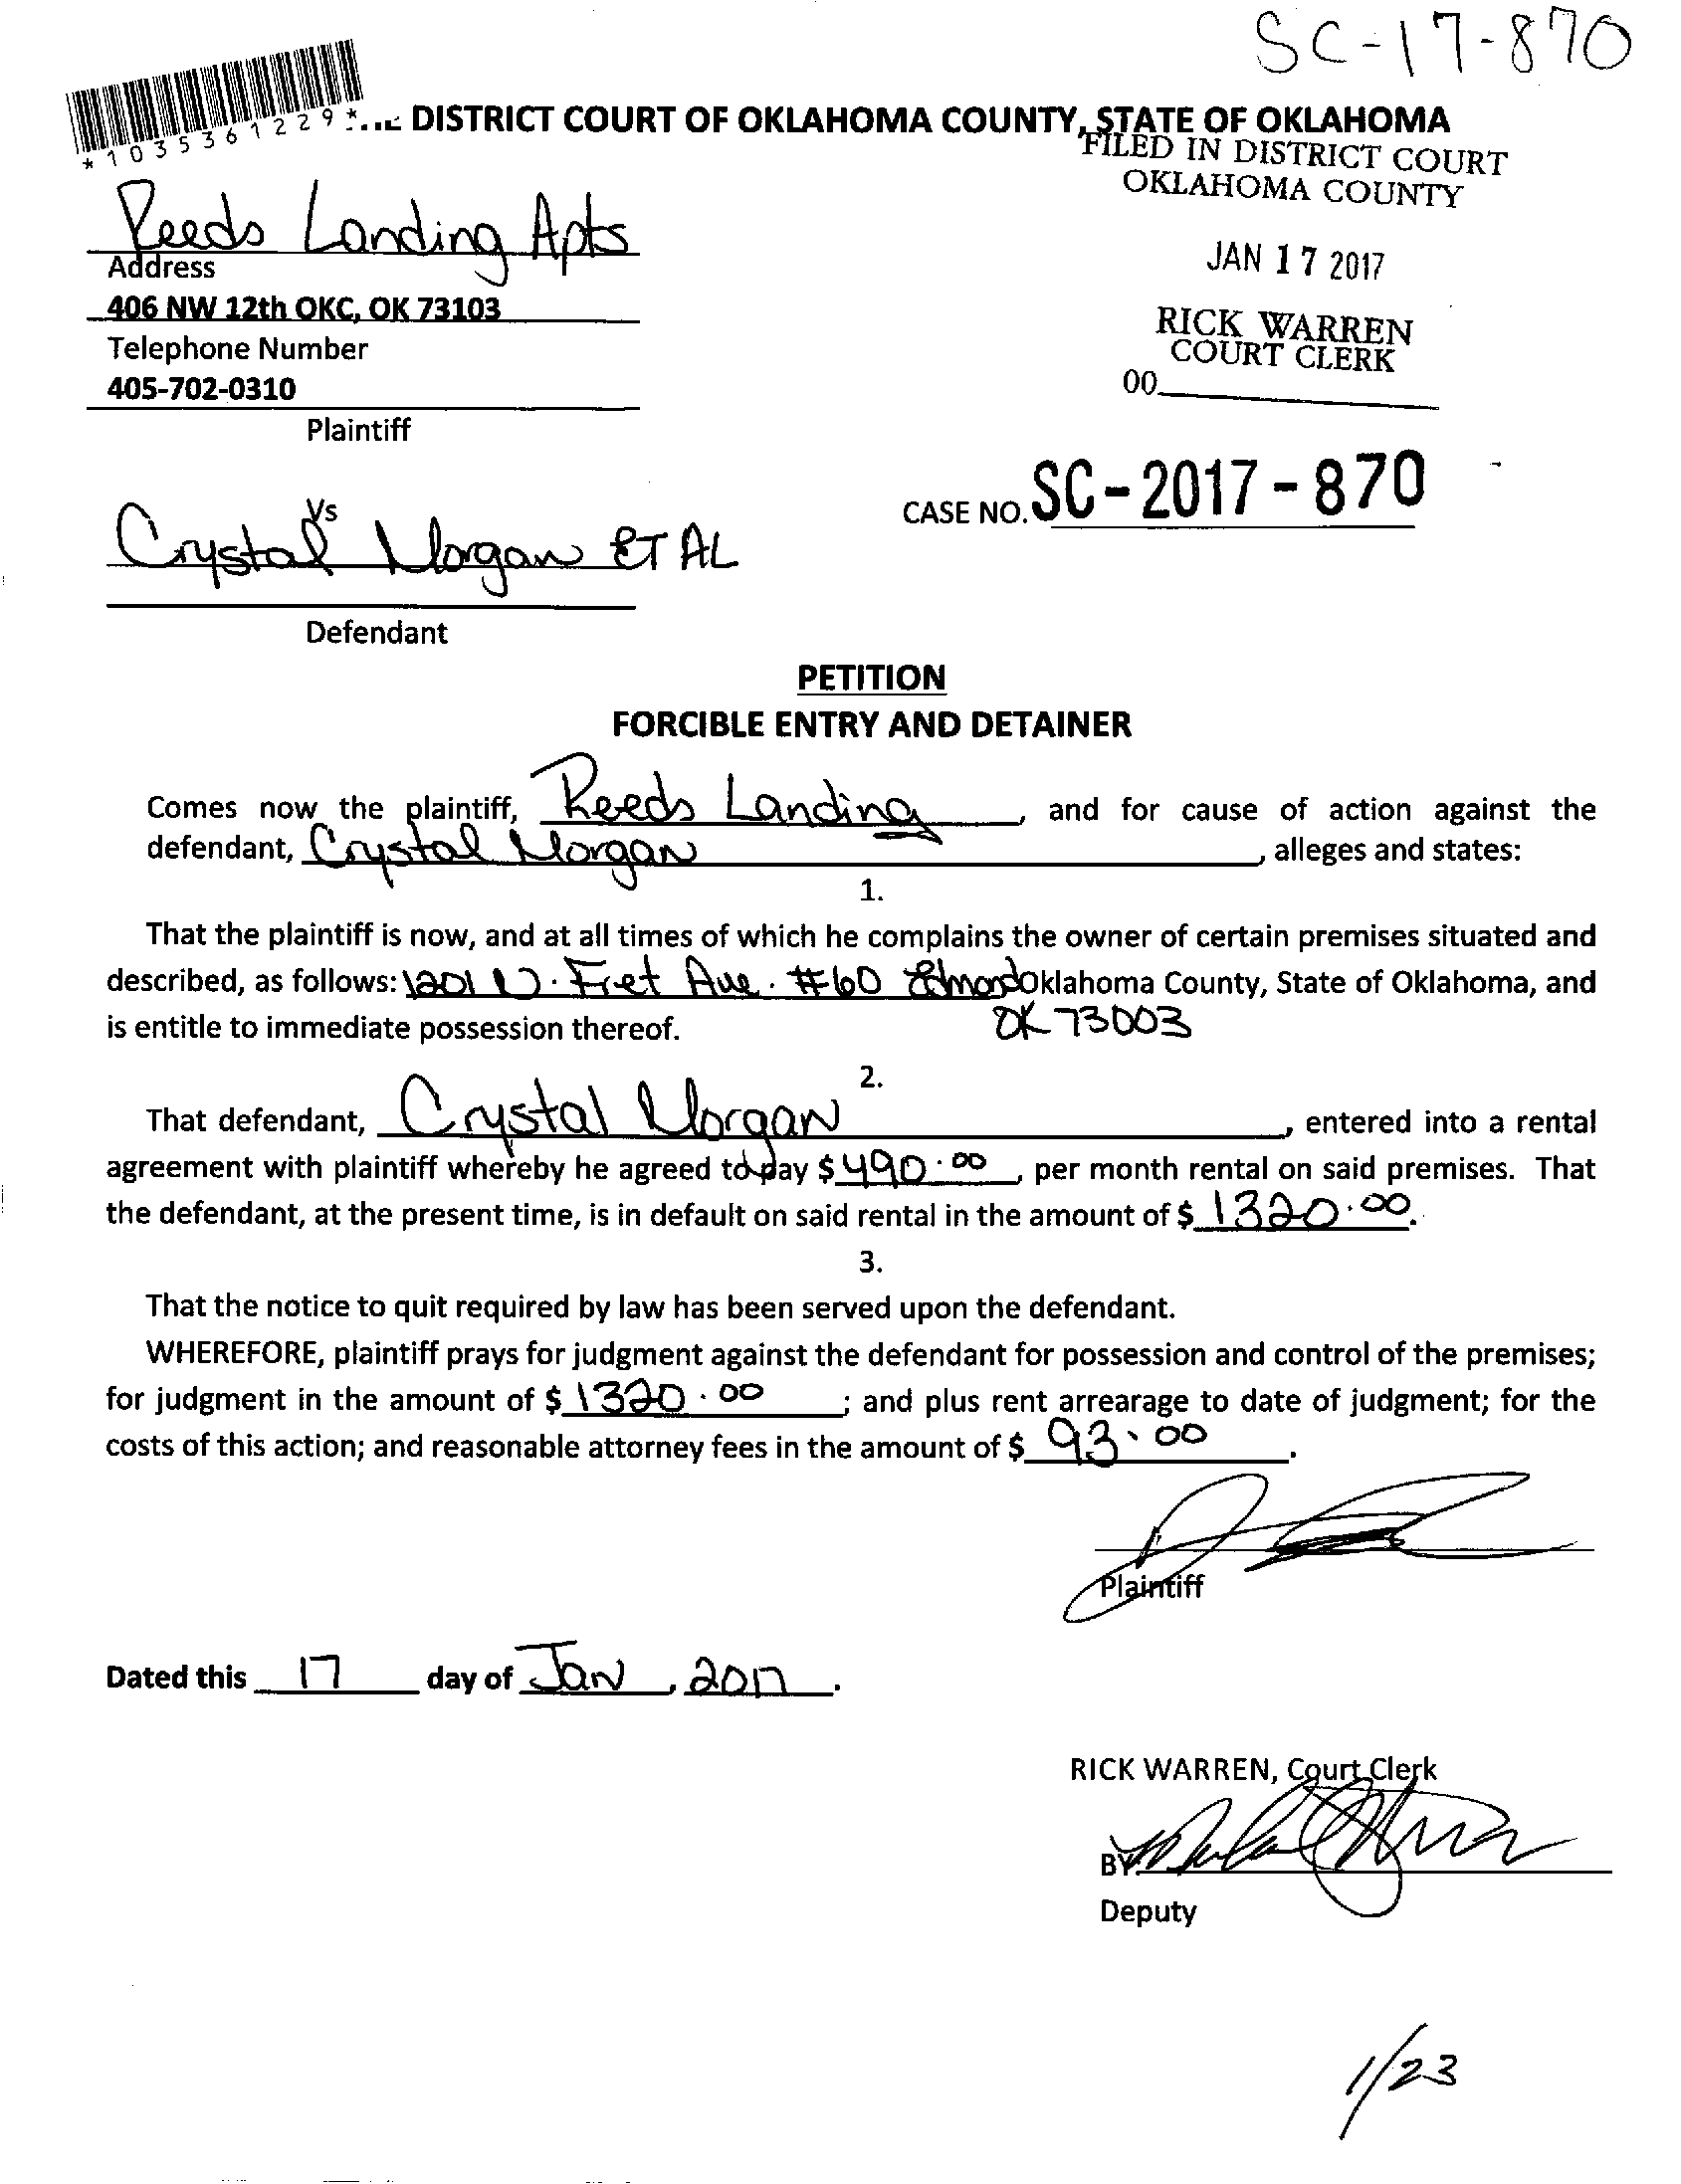 SC-17-870
*1035361229*
DISTRICT COURT OF OKLAHOMA COUNTY, STATE OF OKLAHOMA
FILED IN DISTRICT COURT
OKLAHOMA COUNTY
JAN 17 2017
RICK WARREN
COURT CLERK
00
Reeds Landing Apts
Address
406 NW 12th OKC, OK 73103
Telephone Number
405-702-0310
Plaintiff
CASE NO. SC-2017-870
Vs
Crystal Morgan ET AL
Defendant
PETITION
FORCIBLE ENTRY AND DETAINER
Comes now the plaintiff, Reeds Landing, and for cause of action against the
defendant, Crystal Morgan, alleges and states:
1.
That the plaintiff is now, and at all times of which he complains the owner of certain premises situated and
described, as follows: 1201 N. Fret Ave. #60 Edmond Oklahoma County, State of Oklahoma, and
is entitle to immediate possession thereof. OK 73003
2.
That defendant, Crystal Morgan, entered into a rental
agreement with plaintiff whereby he agreed to pay $490.00, per month rental on said premises. That
the defendant, at the present time, is in default on said rental in the amount of $1320.00.
3.
That the notice to quit required by law has been served upon the defendant.
WHEREFORE, plaintiff prays for judgment against the defendant for possession and control of the premises;
for judgment in the amount of $1320.00; and plus rent arrearage to date of judgment; for the
costs of this action; and reasonable attorney fees in the amount of $93.00.
Plaintiff
Dated this 17 day of Jan, 2017.
RICK WARREN, Court Clerk
BY
Deputy
1/23